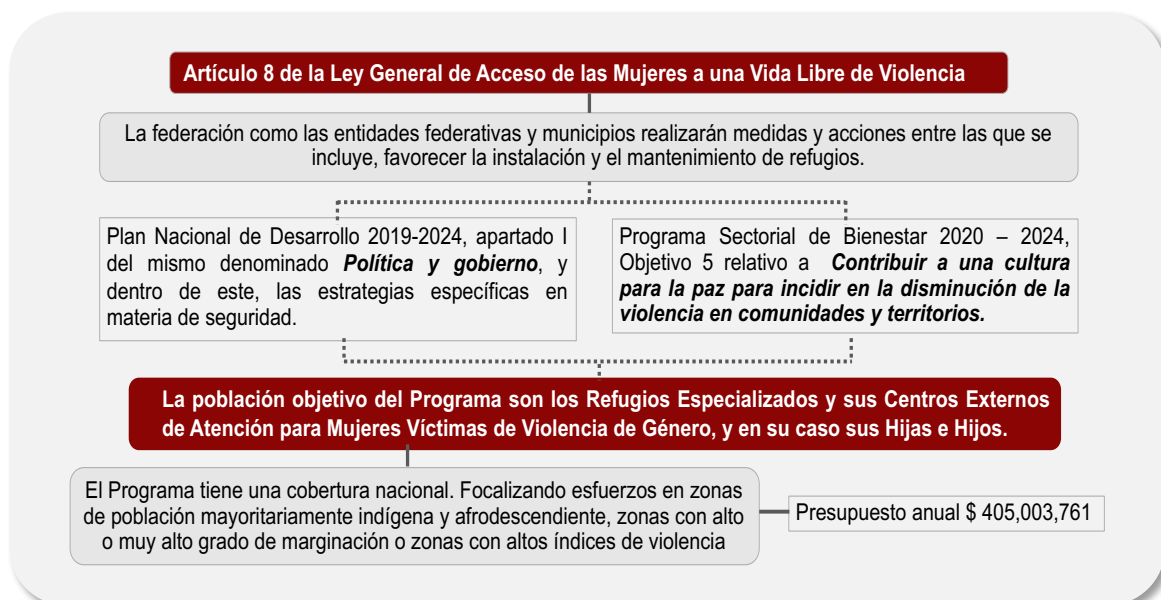 Artículo 8 de la Ley General de Acceso de las Mujeres a una Vida Libre de Violencia
La federación como las entidades federativas y municipios realizarán medidas y acciones entre las que se
incluye, favorecer la instalación y el mantenimiento de refugios.
Plan Nacional de Desarrollo 2019-2024, apartado I
del mismo denominado Política y gobierno, y
dentro de este, las estrategias específicas en
materia de seguridad.
Programa Sectorial de Bienestar 2020 – 2024,
Objetivo 5 relativo a Contribuir a una cultura
para la paz para incidir en la disminución de la
violencia en comunidades y territorios.
La población objetivo del Programa son los Refugios Especializados y sus Centros Externos
de Atención para Mujeres Víctimas de Violencia de Género, y en su caso sus Hijas e Hijos.
El Programa tiene una cobertura nacional. Focalizando esfuerzos en zonas
de población mayoritariamente indígena y afrodescendiente, zonas con alto
o muy alto grado de marginación o zonas con altos índices de violencia
Presupuesto anual $ 405,003,761